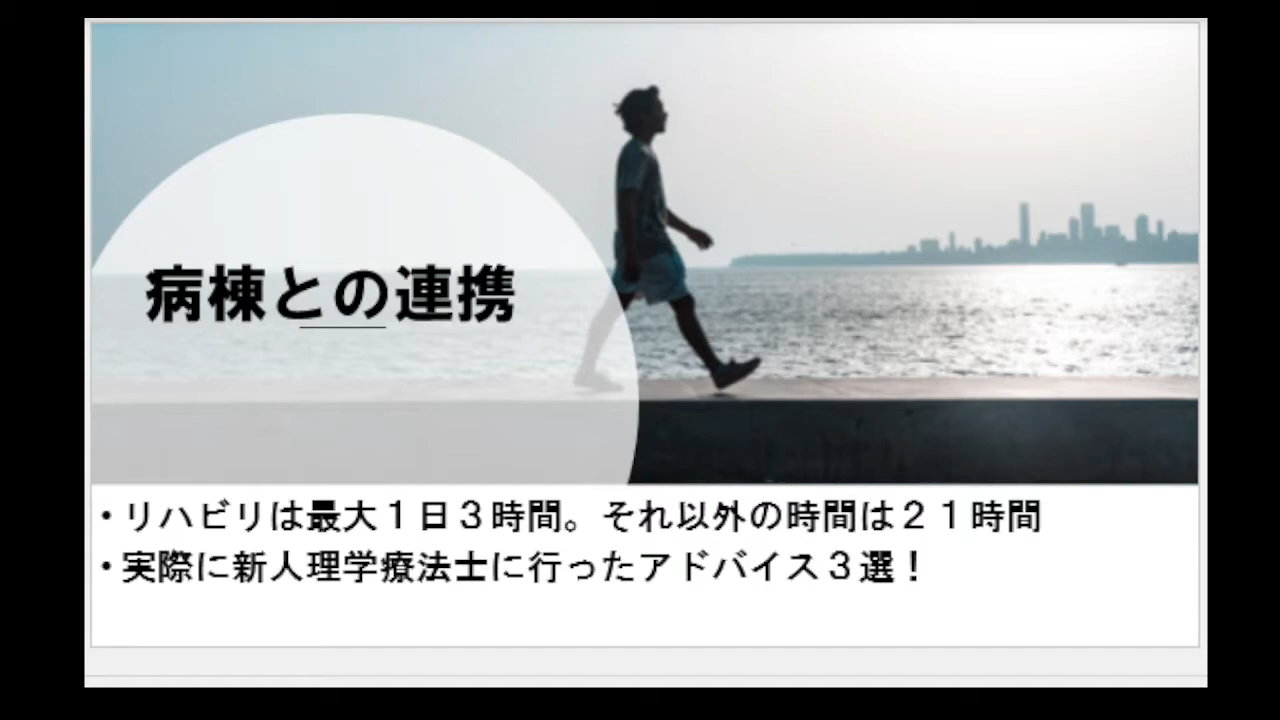 病棟との連携
・リハビリは最大１日３時間。それ以外の時間は２１時間
・実際に新人理学療法士に行ったアドバイス３選！